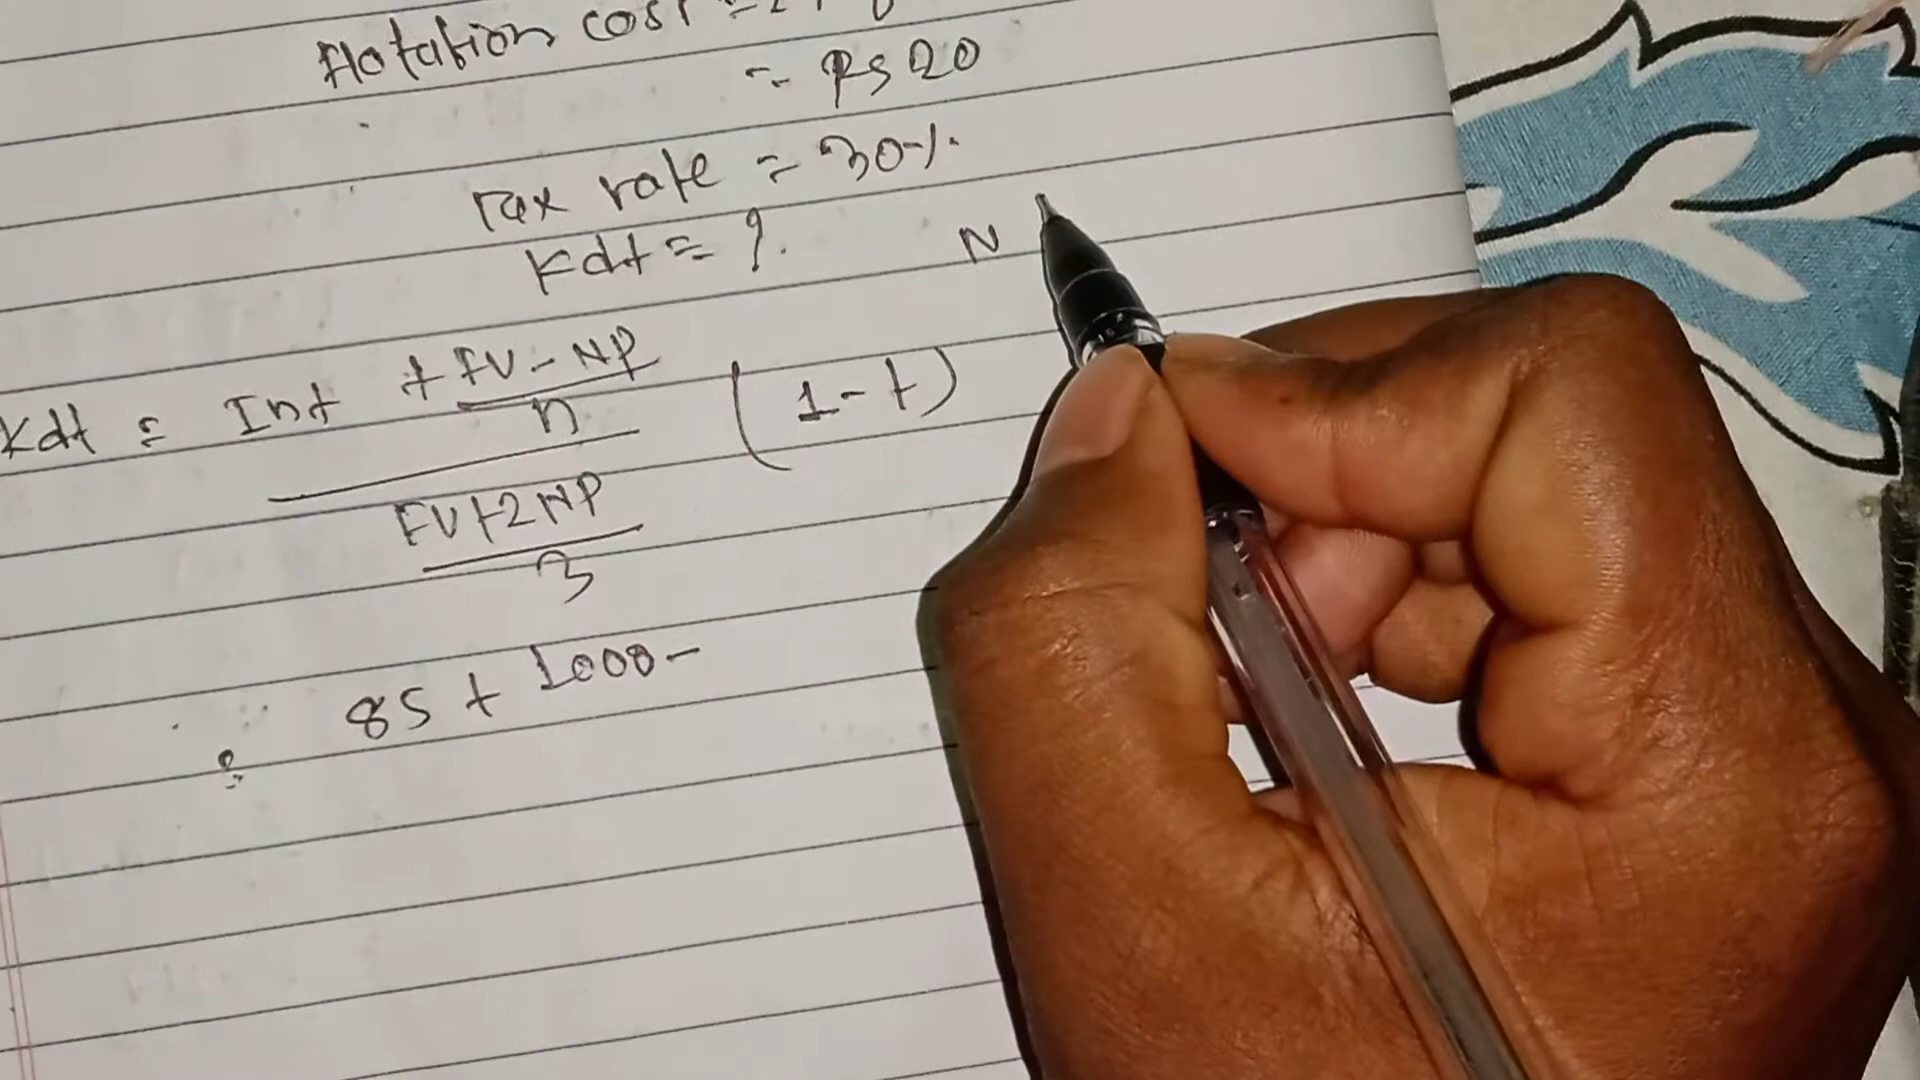 Flotation cost =
= RS 20
Tax rate = 30%
Kdt = ?
N
Kdt = Int + FV - NP
n
(1-t)
FV+2NP
3
= 85 + 1000 -